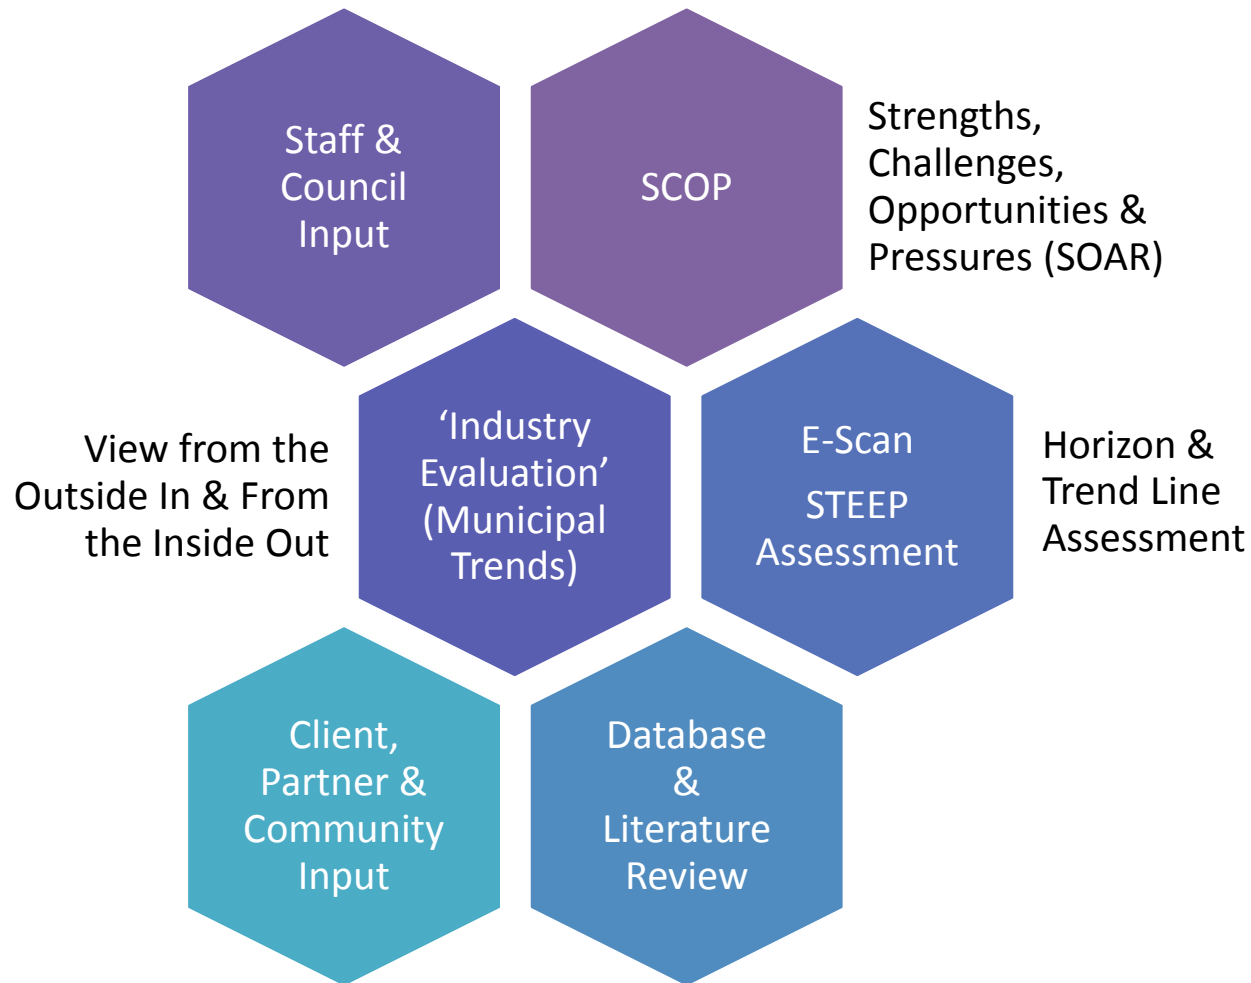 Staff &
Council
Input
SCOP
Strengths,
Challenges,
Opportunities &
Pressures (SOAR)
View from the
Outside In & From
the Inside Out
‘Industry
Evaluation’
(Municipal
Trends)
E-Scan
STEEP
Assessment
Horizon &
Trend Line
Assessment
Client,
Partner &
Community
Input
Database
&
Literature
Review